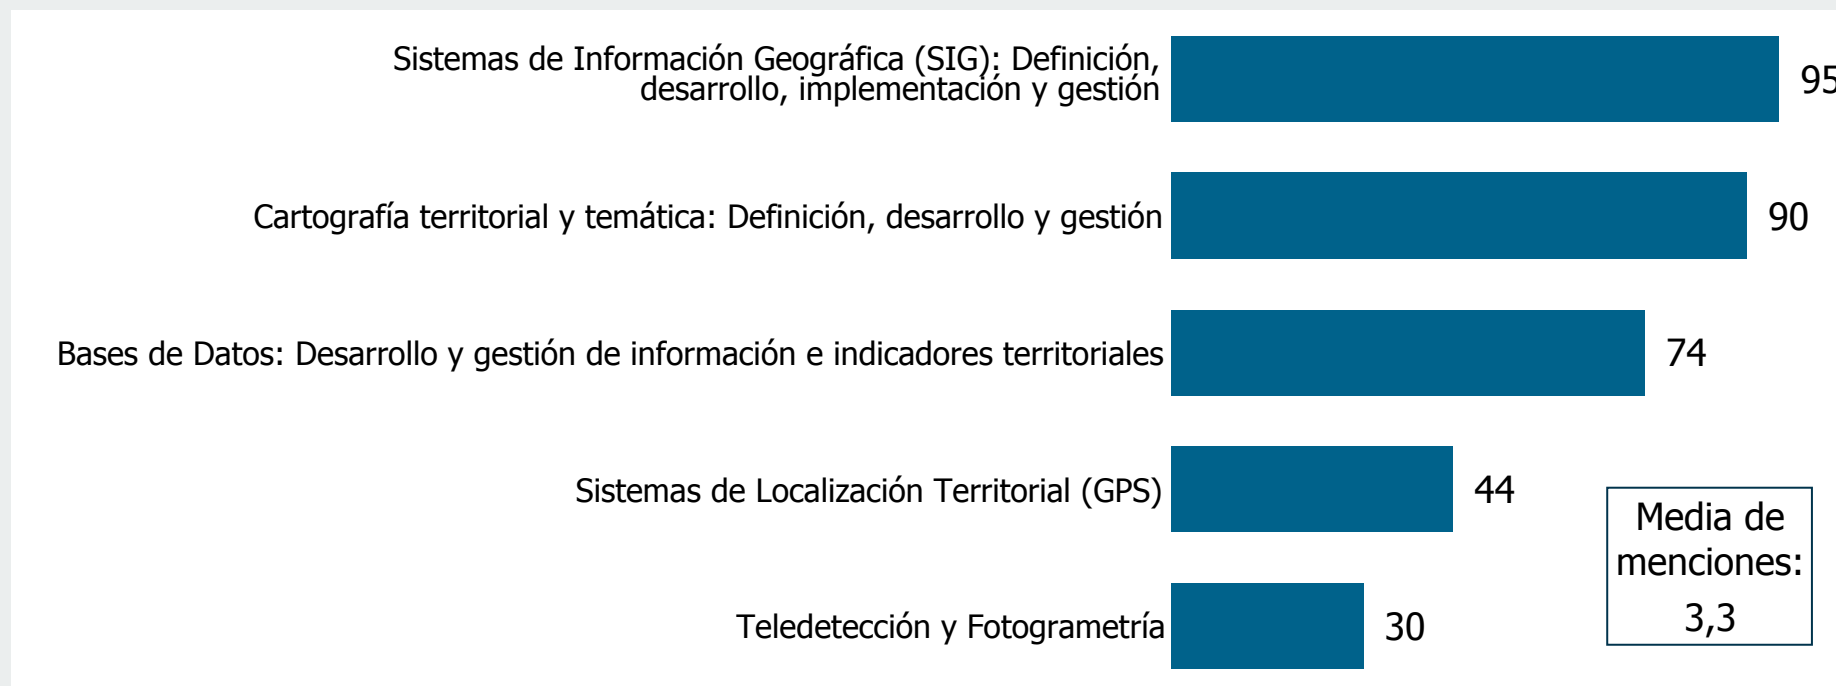 Sistemas de Información Geográfica (SIG): Definición,
desarrollo, implementación y gestión
95
Cartografía territorial y temática: Definición, desarrollo y gestión
90
Bases de Datos: Desarrollo y gestión de información e indicadores territoriales
74
Sistemas de Localización Territorial (GPS)
44
Teledetección y Fotogrametría
30
Media de
menciones:
3,3